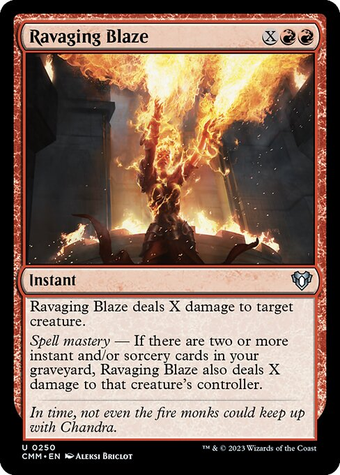 Ravaging Blaze X R R
Instant
Ravaging Blaze deals X damage to target
creature.
Spell mastery — If there are two or more
instant and/or sorcery cards in your
graveyard, Ravaging Blaze also deals X
damage to that creature's controller.
In time, not even the fire monks could keep up
with Chandra.
U 0250
CMM • EN Aleksi Briclot
™ & © 2023 Wizards of the Coast